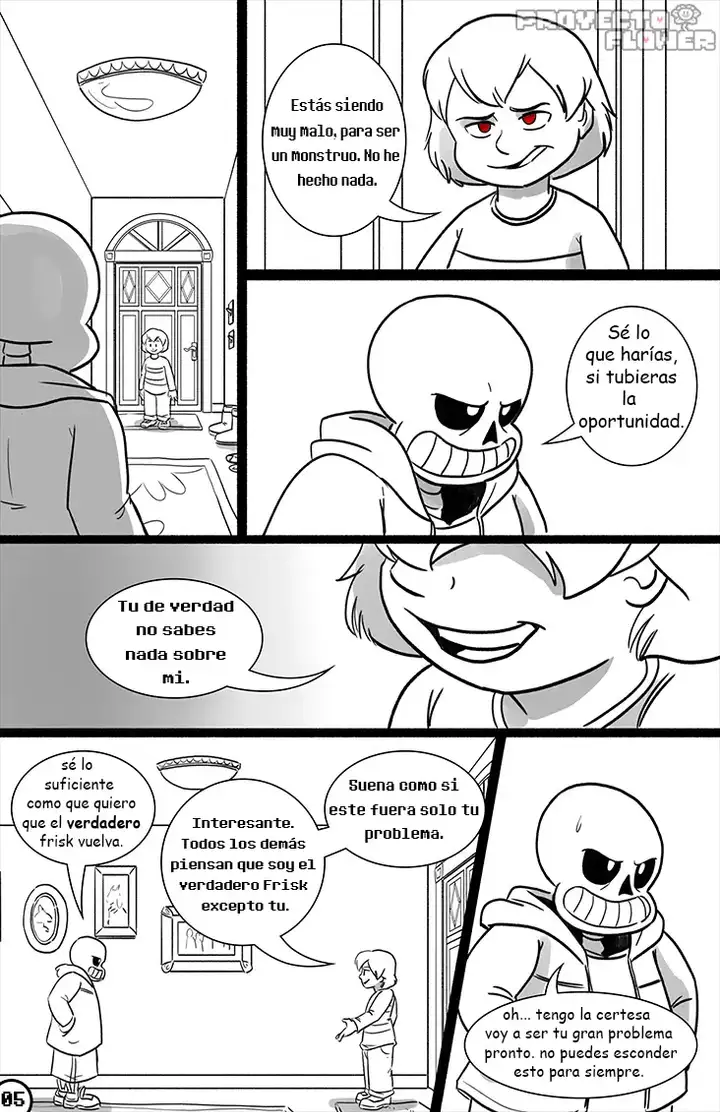 PROYECTO
FLOWER
Estás siendo
muy malo, para ser
un monstruo. No he
hecho nada.
Sé lo
que harías,
si tubieras
la
oportunidad.
Tu de verdad
no sabes
nada sobre
mi.
sé lo
suficiente
como que quiero
que el verdadero
frisk vuelva.
Interesante.
Todos los demás
piensan que soy el
verdadero Frisk
excepto tu.
Suena como si
este fuera solo tu
problema.
oh... tengo la certesa
voy a ser tu gran problema
pronto. no puedes esconder
esto para siempre.
05